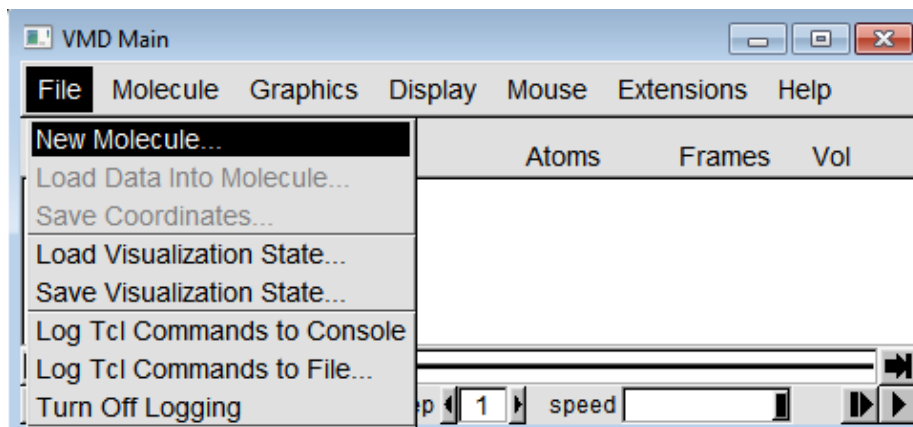 VMD Main
File Molecule Graphics Display Mouse Extensions Help
New Molecule...
Atoms Frames Vol
Load Data Into Molecule...
Save Coordinates...
Load Visualization State...
Save Visualization State...
Log Tcl Commands to Console
Log Tcl Commands to File...
Turn Off Logging
1 speed